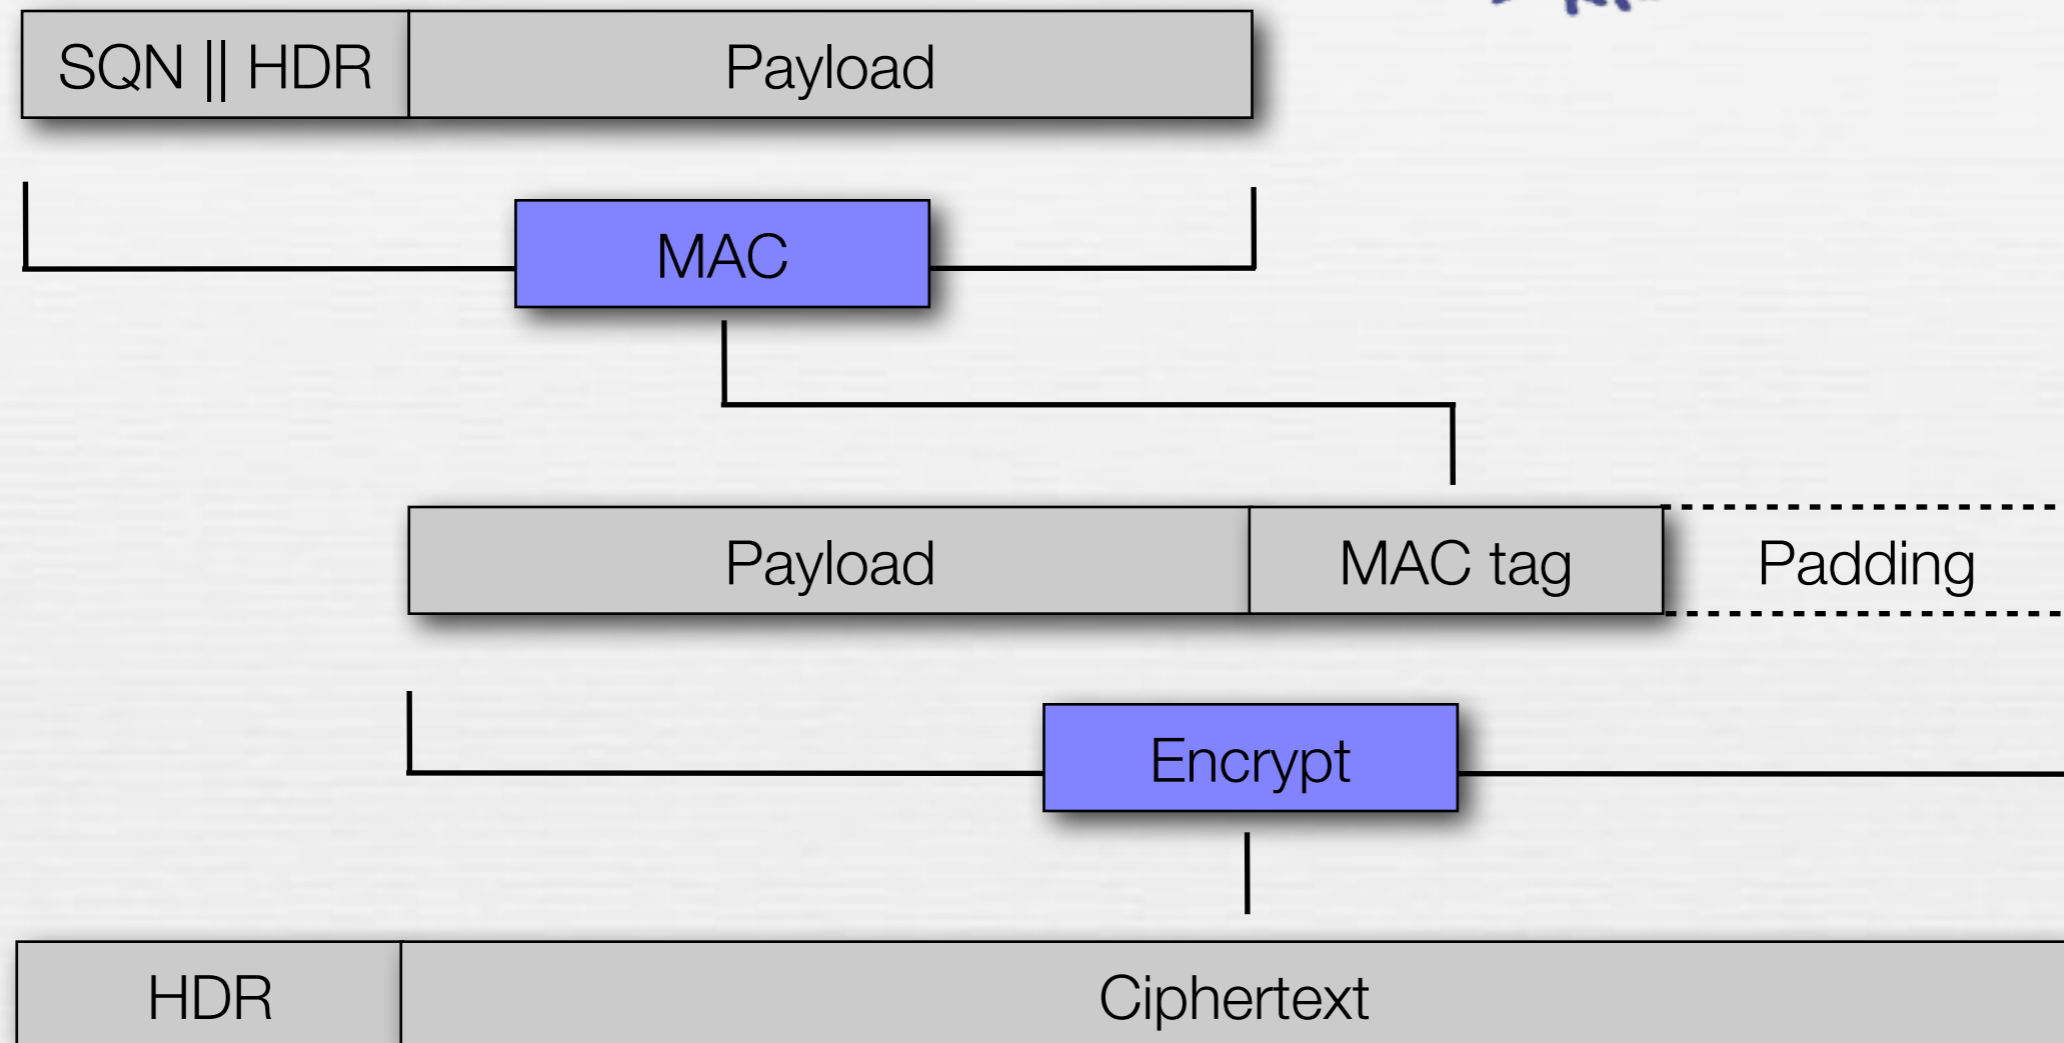 SQN || HDR Payload
MAC
Payload MAC tag Padding
Encrypt
HDR Ciphertext